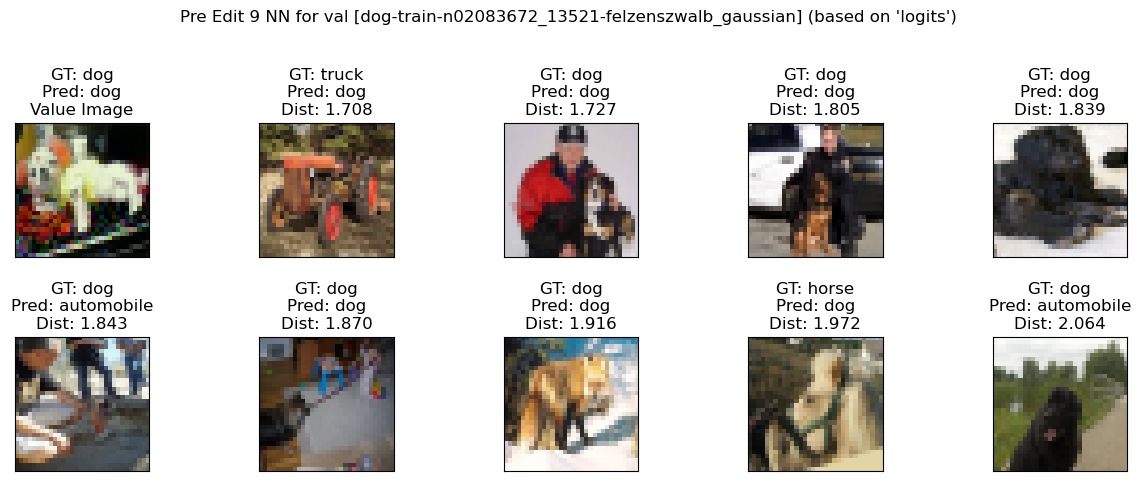 Pre Edit 9 NN for val [dog-train-n02083672_13521-felzenszwalb_gaussian] (based on 'logits')
GT: dog
Pred: dog
Value Image
GT: truck
Pred: dog
Dist: 1.708
GT: dog
Pred: dog
Dist: 1.727
GT: dog
Pred: dog
Dist: 1.805
GT: dog
Pred: dog
Dist: 1.839
GT: dog
Pred: automobile
Dist: 1.843
GT: dog
Pred: dog
Dist: 1.870
GT: dog
Pred: dog
Dist: 1.916
GT: horse
Pred: dog
Dist: 1.972
GT: dog
Pred: automobile
Dist: 2.064